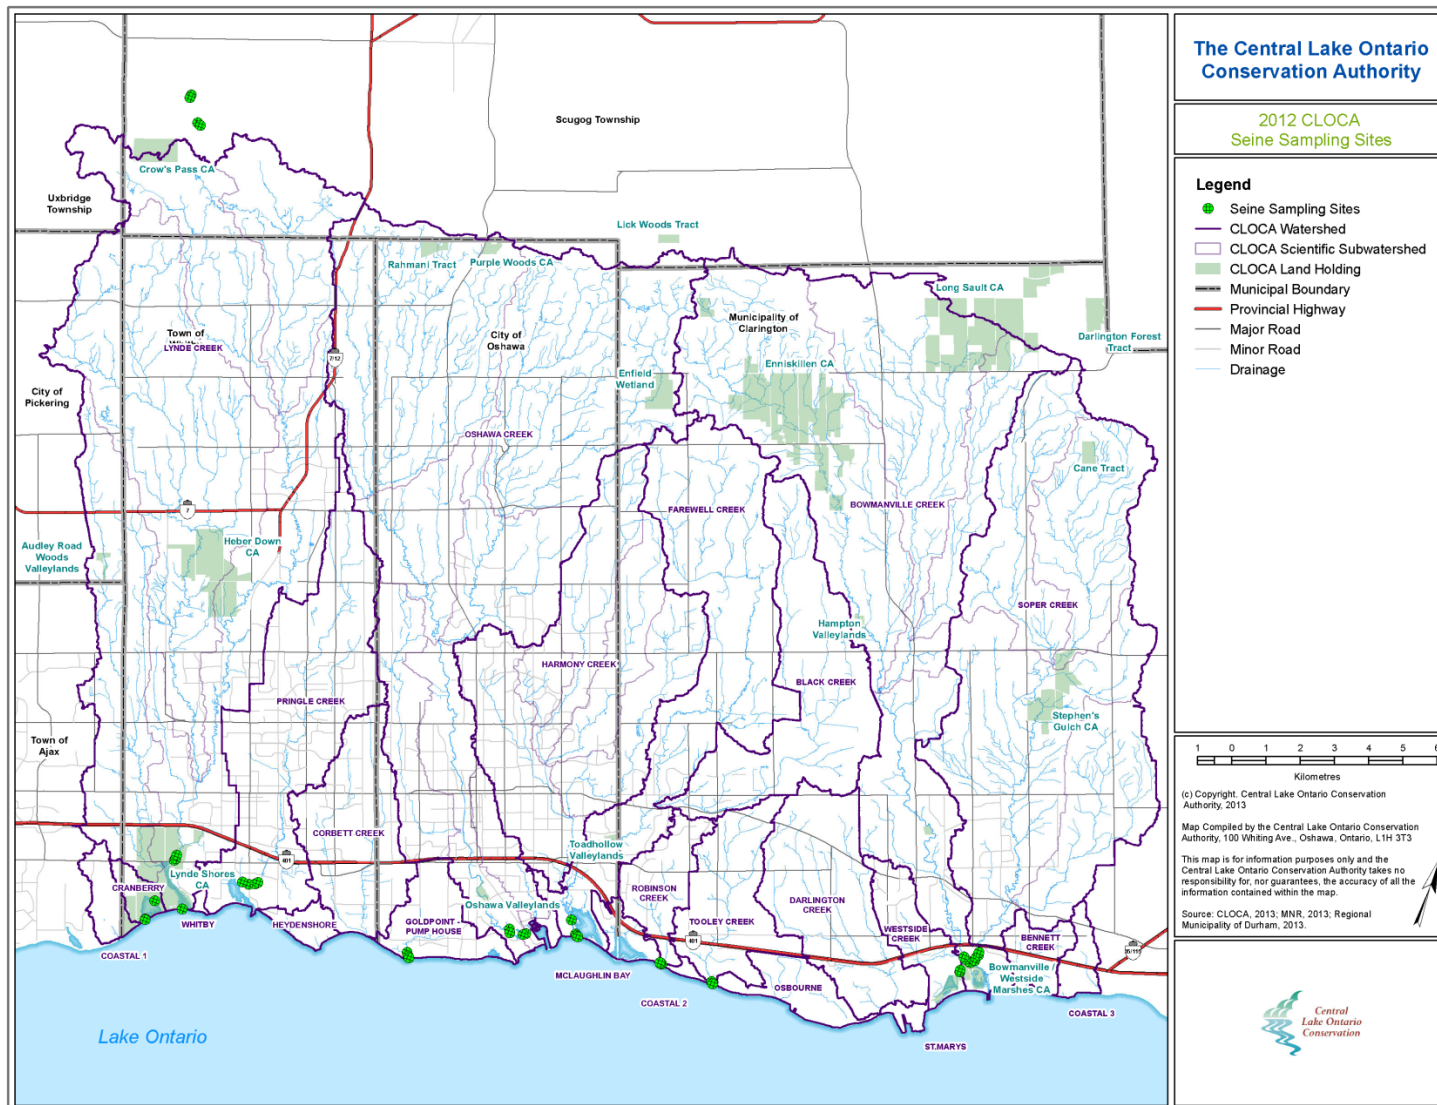 The Central Lake Ontario
Conservation Authority
2012 CLOCA
Seine Sampling Sites
Legend
Seine Sampling Sites
CLOCA Watershed
CLOCA Scientific Subwatershed
CLOCA Land Holding
Municipal Boundary
Provincial Highway
Major Road
Minor Road
Drainage
1 0 1 2 3 4 5 6
Kilometres
(c) Copyright. Central Lake Ontario Conservation
Authority, 2013
Map Compiled by the Central Lake Ontario Conservation
Authority, 100 Whiting Ave., Oshawa, Ontario, L1H 3T3
This map is for information purposes only and the
Central Lake Ontario Conservation Authority takes no
responsibility for, nor guarantees, the accuracy of all the
information contained within the map.
Source: CLOCA, 2013; MNR, 2013; Regional
Municipality of Durham, 2013.
Central
Lake Ontario
Conservation
Scugog Township
Crow's Pass CA
Uxbridge
Township
Lick Woods Tract
Rahmani Tract
Purple Woods CA
Long Sault CA
Town of
LYNDE CREEK
City of
Oshawa
Municipality of
Clarington
Darlington Forest
Tract
7/12
Enfield
Wetland
Enniskillen CA
City of
Pickering
OSHAWA CREEK
Cane Tract
7
FAREWELL CREEK
BOWMANVILLE CREEK
Audley Road
Woods
Valleylands
Heber Down
CA
SOPER CREEK
Hampton
Valleylands
HARMONY CREEK
BLACK CREEK
PRINGLE CREEK
Stephen's
Gulch CA
Town of
Ajax
CORBETT CREEK
401
Toadhollow
Valleylands
Lynde Shores
CA
CRANBERRY
ROBINSON
CREEK
DARLINGTON
CREEK
Oshawa Valleylands
WHITBY
HEYDENSHORE
GOLDPOINT -
PUMP HOUSE
TOOLEY CREEK
WESTSIDE
CREEK
BENNETT
CREEK
401
35/115
COASTAL 1
MCLAUGHLIN BAY
OSBOURNE
Bowmanville /
Westside
Marshes CA
COASTAL 2
COASTAL 3
Lake Ontario
ST.MARYS